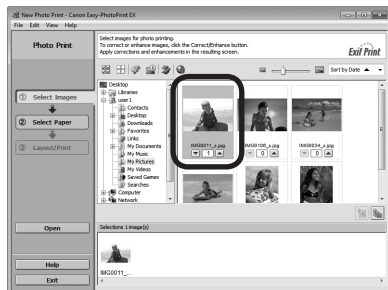 New Photo Print - Canon Easy-PhotoPrint EX
File Edit View Help
Photo Print
Select images for photo printing.
To correct or enhance images, click the Correct/Enhance button.
Apply corrections and enhancements in the resulting screen.
Exif Print
Sort by Date
1 Select Images
2 Select Paper
3 Layout/Print
Desktop
Libraries
user1
Contacts
Desktop
Downloads
Favorites
Links
My Documents
My Music
My Pictures
My Videos
Saved Games
Searches
Computer
Network
IMG0011_s.jpg
1
0
IMG0034_s.jpg
0
Open
Selections 1 image(s)
IMG0011_...
Help
Exit